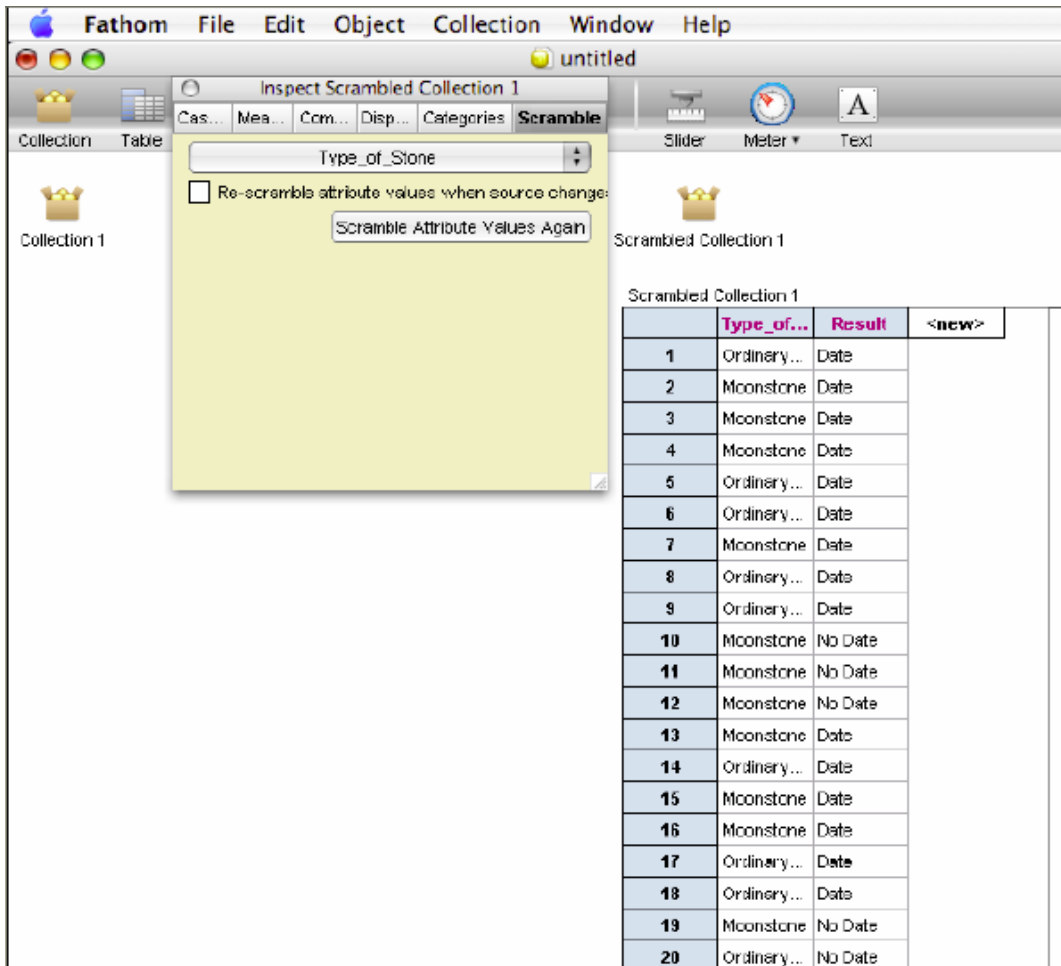 Fathom File Edit Object Collection Window Help
untitled
Inspect Scrambled Collection 1
Cas... Mea... Com... Disp... Categories Scramble
Collection Table Slider Meter Text
A
Type_of_Stone
Re-scramble attribute values when source change
Scramble Attribute Values Again
Collection 1
Scrambled Collection 1
Scrambled Collection 1
Type_of... Result <new>
1 Ordinary... Date
2 Moonstone Date
3 Moonstone Date
4 Moonstone Date
5 Ordinary... Date
6 Ordinary... Date
7 Moonstone Date
8 Ordinary... Date
9 Ordinary... Date
10 Moonstone No Date
11 Moonstone No Date
12 Moonstone No Date
13 Moonstone Date
14 Ordinary... Date
15 Moonstone Date
16 Moonstone Date
17 Ordinary... Date
18 Ordinary... Date
19 Moonstone No Date
20 Ordinary... No Date